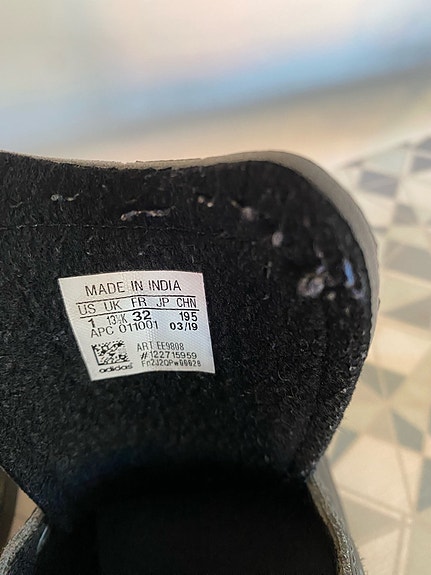 MADE IN INDIA
US UK FR JP CHN
1 13½K 32 195
APC 011001 03/19
ART EE9808
#122715959
adidas